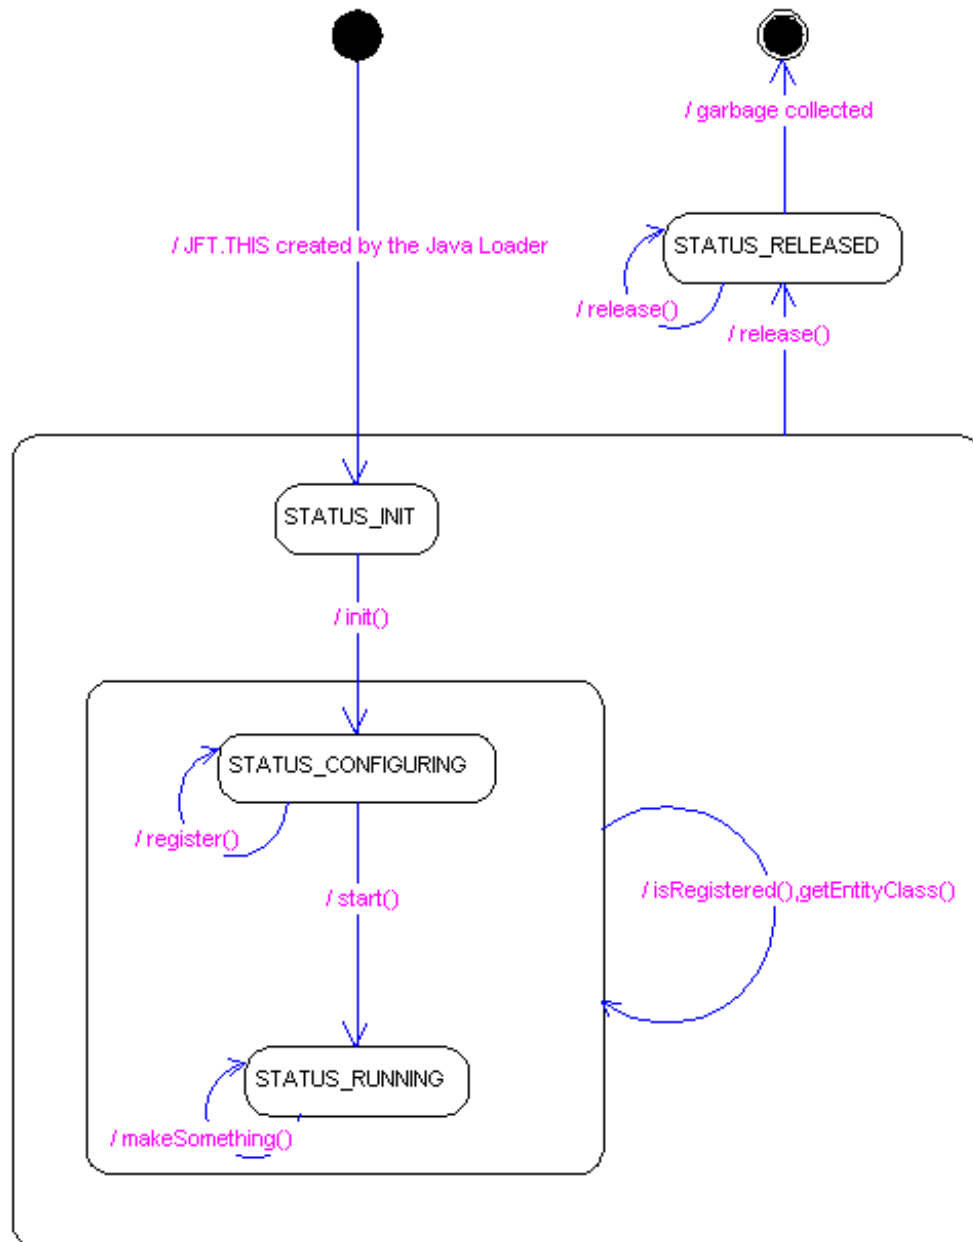 / garbage collected
/ JFT.THIS created by the Java Loader
STATUS_RELEASED
/ release()
/ release()
STATUS_INIT
/ init()
STATUS_CONFIGURING
/ register()
/ isRegistered(),getEntityClass()
/ start()
STATUS_RUNNING
/ makeSomething()